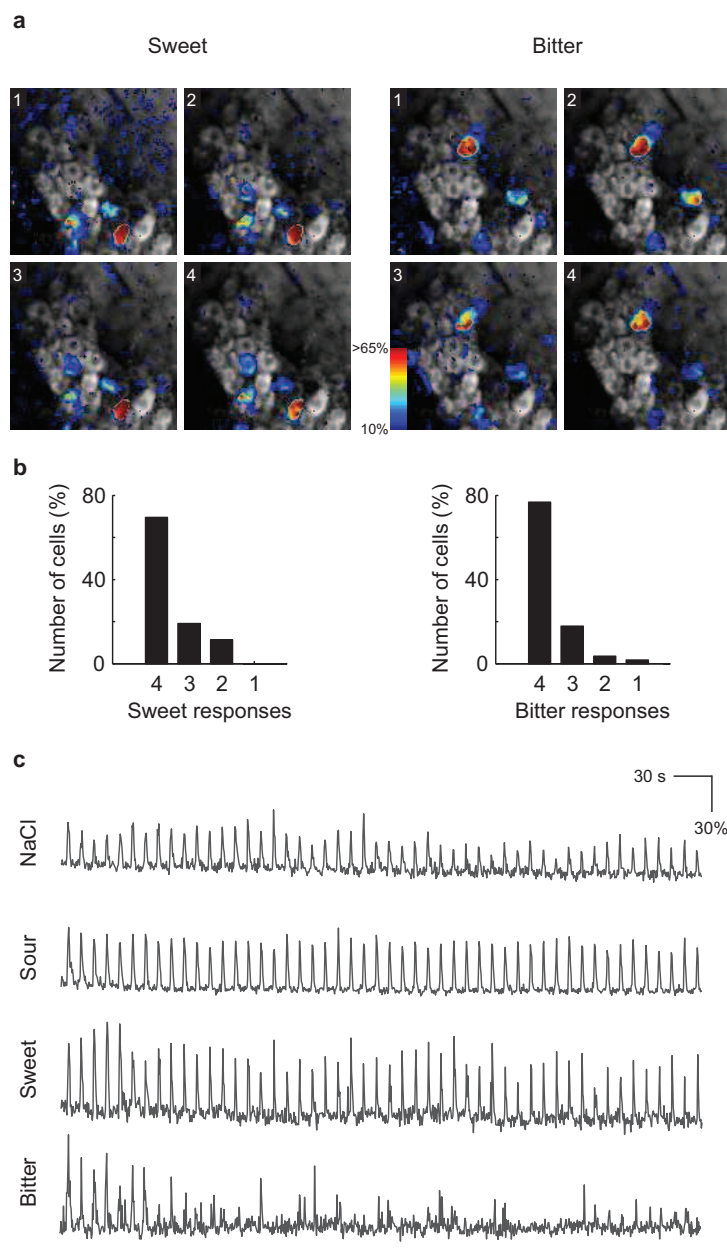 a
Sweet
Bitter
1
2
1
2
3
4
3
4
>65%
10%
b
Number of cells (%)
80
40
0
4 3 2 1
Sweet responses
Number of cells (%)
80
40
0
4 3 2 1
Bitter responses
c
30 s
30%
NaCl
Sour
Sweet
Bitter